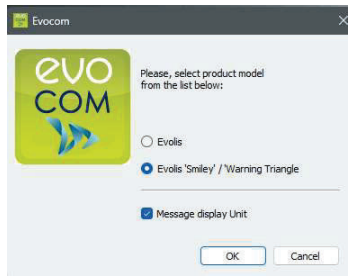 Evocom
evo
COM
Please, select product model
from the list below:
Evolis
Evolis 'Smiley' / 'Warning Triangle
Message display Unit
OK
Cancel